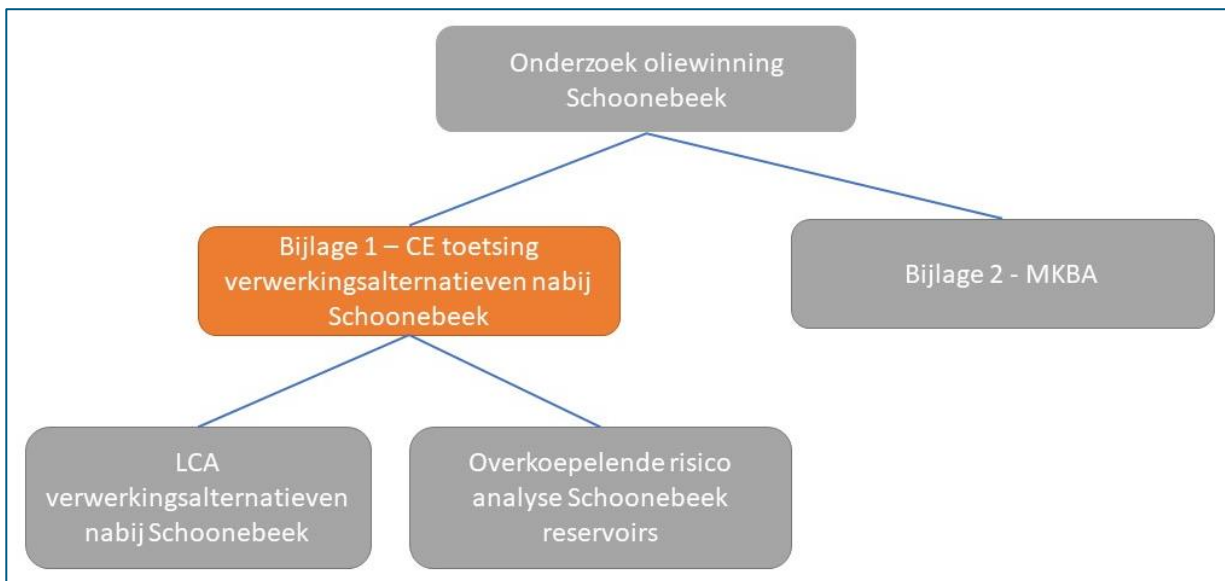 Onderzoek oliewinning
Schoonebeek
Bijlage 1 – CE toetsing
verwerkingsalternatieven nabij
Schoonebeek
Bijlage 2 - MKBA
LCA
verwerkingsalternatieven
nabij Schoonebeek
Overkoepelende risico
analyse Schoonebeek
reservoirs